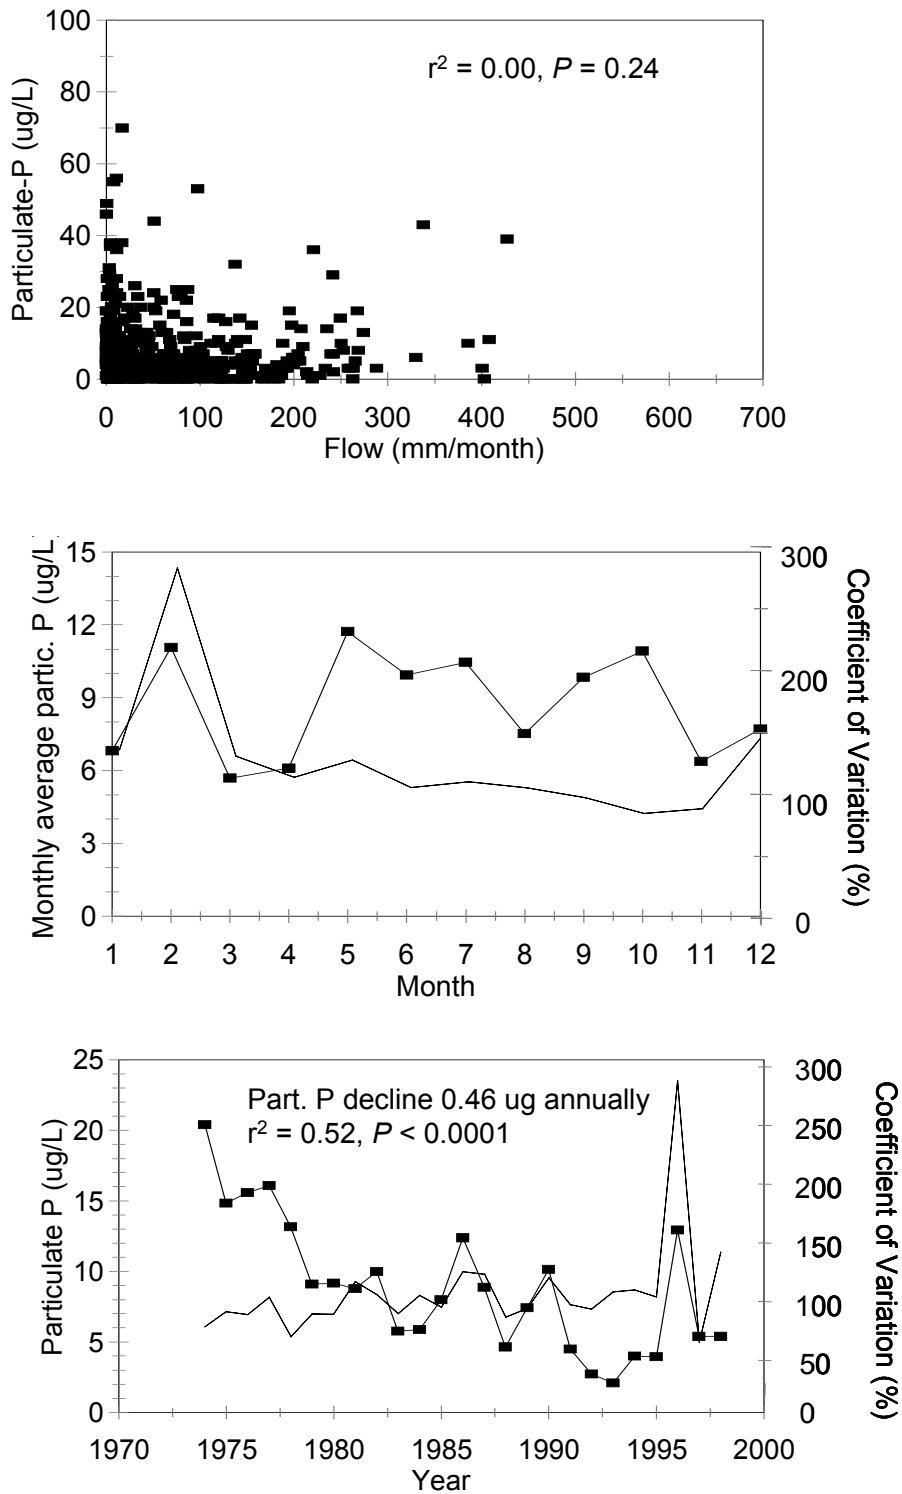 100
80
60
40
20
0
Particulate-P (ug/L)
r² = 0.00, P = 0.24
0 100 200 300 400 500 600 700
Flow (mm/month)
15
12
9
6
3
0
Monthly average partic. P (ug/L
300
200
100
0
Coefficient of Variation (%)
1 2 3 4 5 6 7 8 9 10 11 12
Month
25
20
15
10
5
0
Particulate P (ug/L)
Part. P decline 0.46 ug annually
r² = 0.52, P < 0.0001
300
250
200
150
100
50
0
Coefficient of Variation (%)
1970 1975 1980 1985 1990 1995 2000
Year